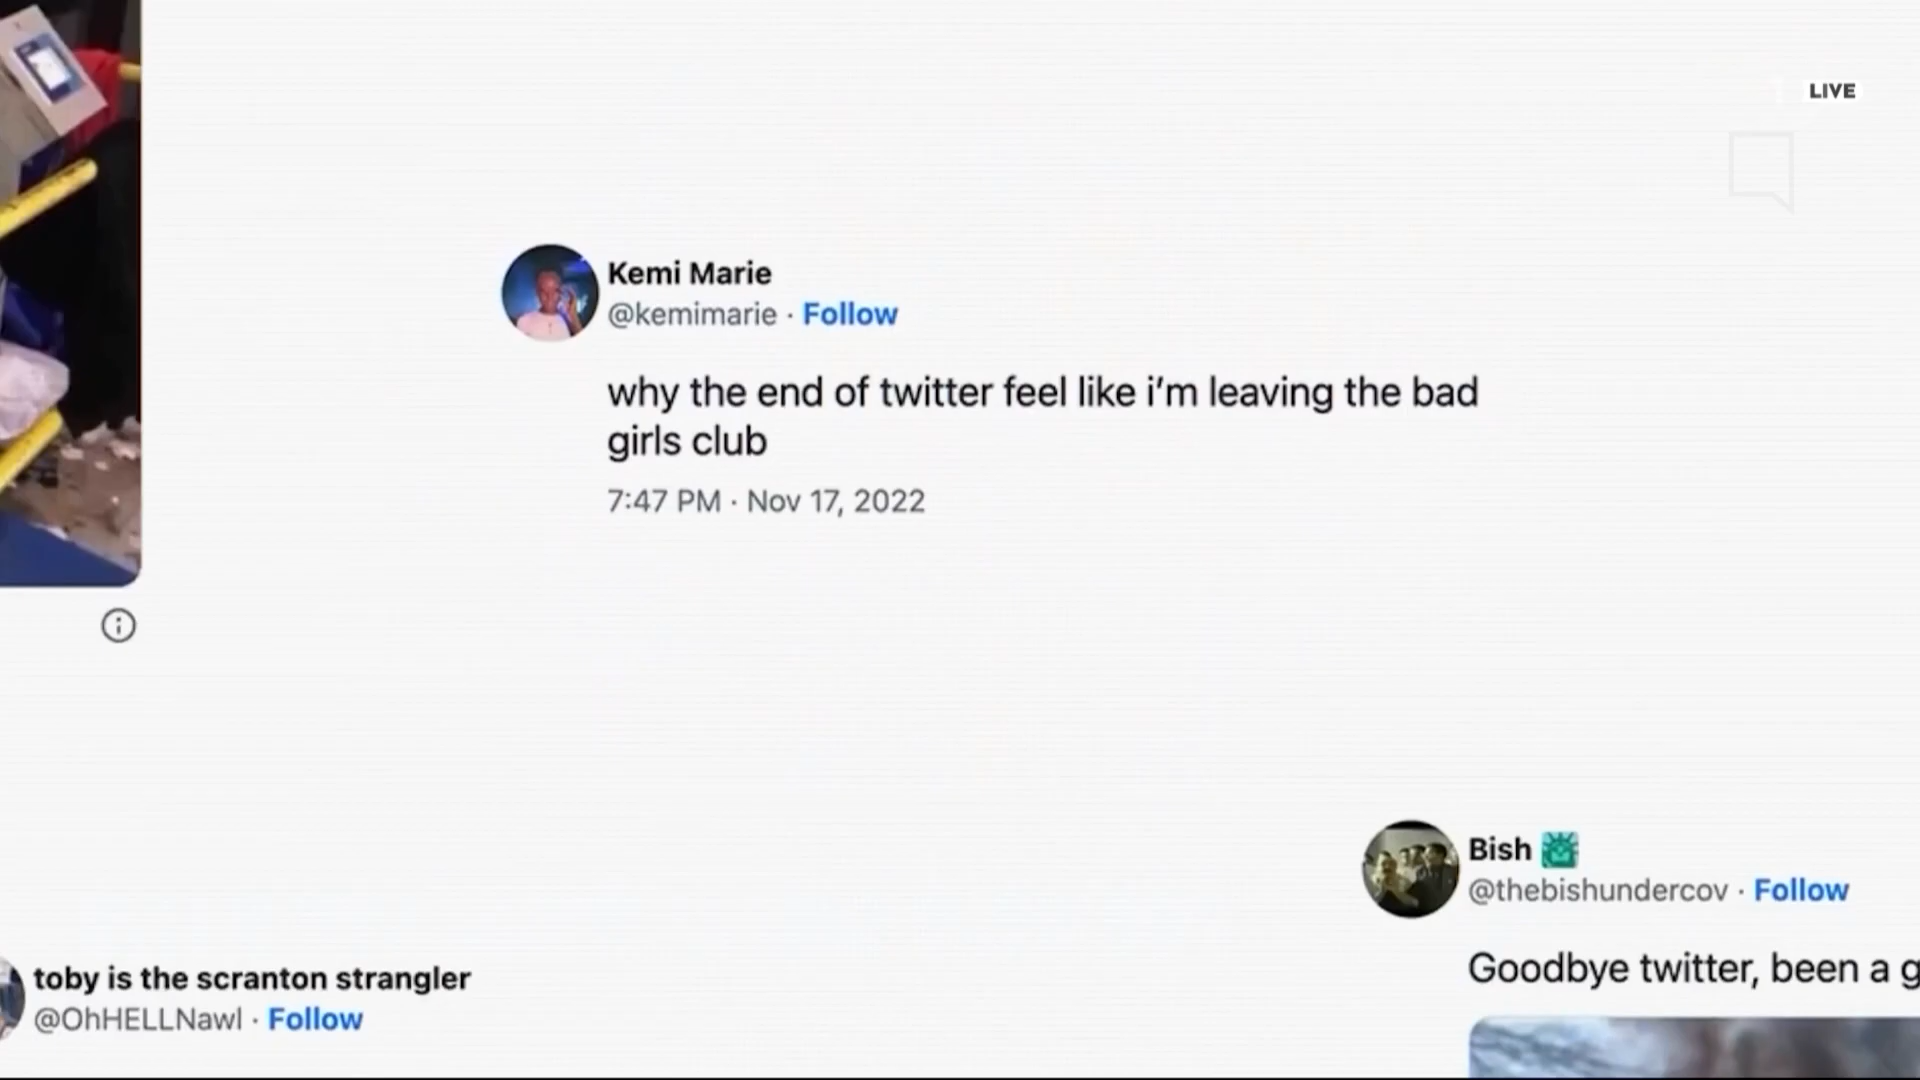 LIVE
Kemi Marie
@kemimarie · Follow
why the end of twitter feel like i'm leaving the bad
girls club
7:47 PM · Nov 17, 2022
Bish
@thebishundercov · Follow
Goodbye twitter, been a g
toby is the scranton strangler
@OhHELLNawl · Follow